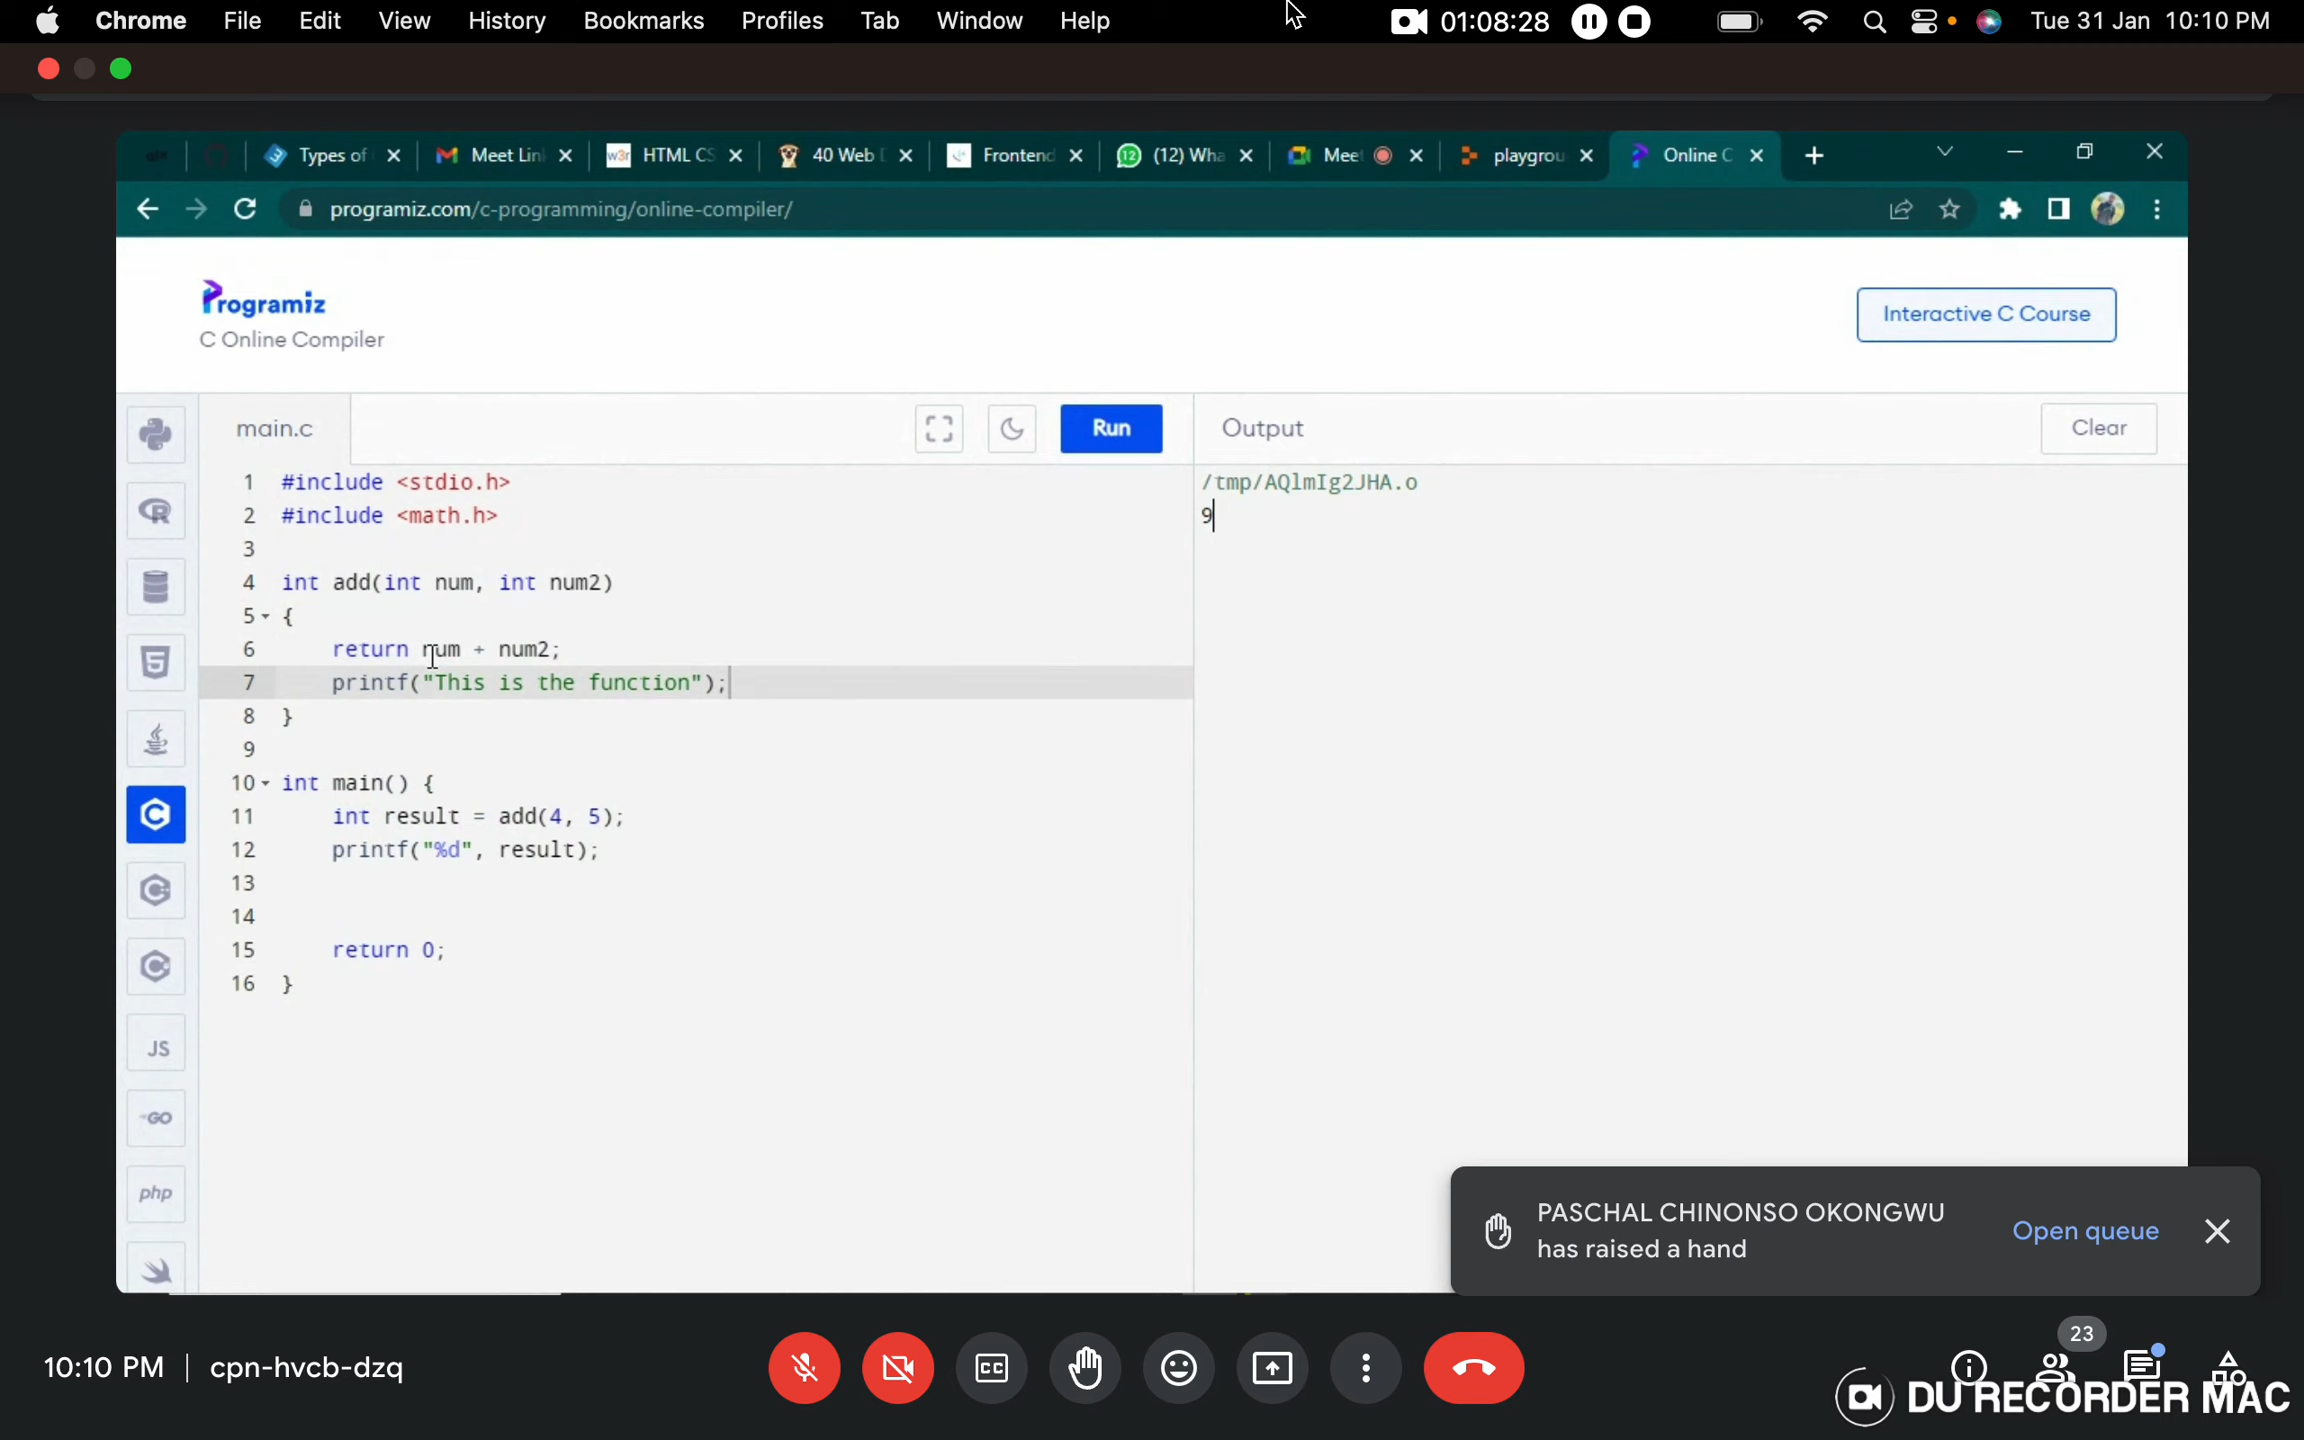 Chrome File Edit View History Bookmarks Profiles Tab Window Help 01:08:28 Tue 31 Jan 10:10 PM
Types of Meet Lin HTML CS 40 Web D Frontend (12) Wha Meet playgrou Online C
programiz.com/c-programming/online-compiler/
Programiz
C Online Compiler
Interactive C Course
main.c
Run
Output
Clear
1 #include <stdio.h>
2 #include <math.h>
3
4 int add(int num, int num2)
5 {
6 return num + num2;
7 printf("This is the function");
8 }
9
10 int main() {
11 int result = add(4, 5);
12 printf("%d", result);
13
14
15 return 0;
16 }
/tmp/AQlmIg2JHA.o
9
JS
GO
php
PASCHAL CHINONSO OKONGWU
has raised a hand
Open queue
10:10 PM | cpn-hvcb-dzq
CC
23
DU RECORDER MAC